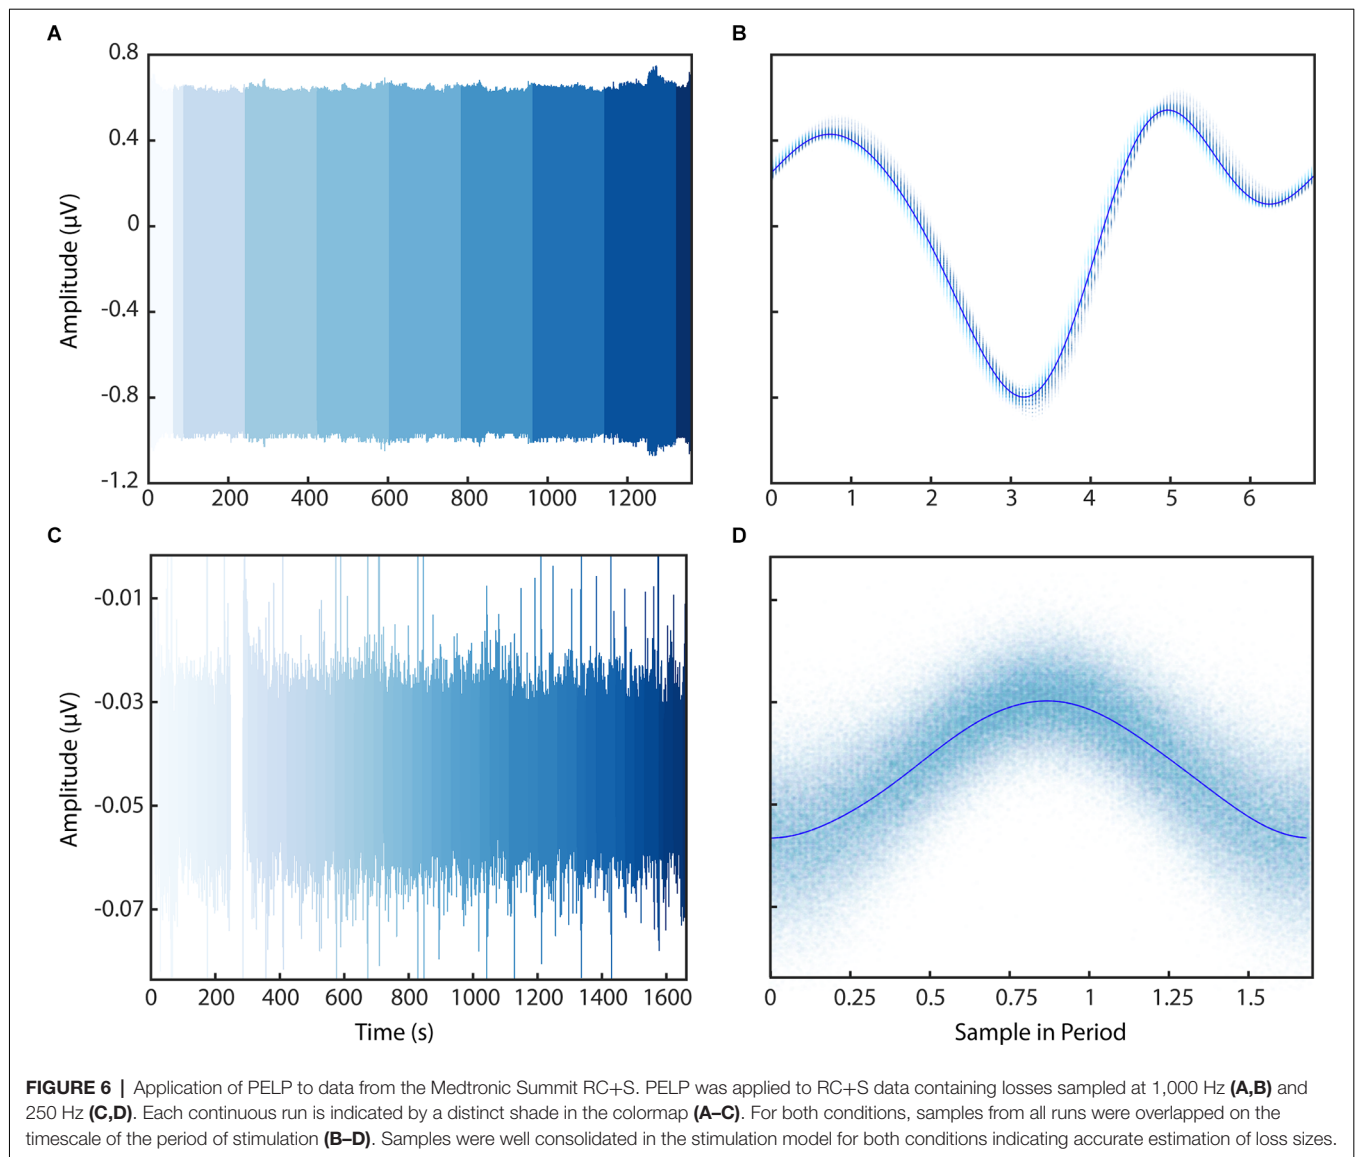 A
B
0.8
0.4
0
-0.4
-0.8
-1.2
Amplitude (µV)
0 200 400 600 800 1000 1200
0 1 2 3 4 5 6
C
D
-0.01
-0.03
-0.05
-0.07
Amplitude (µV)
0 200 400 600 800 1000 1200 1400 1600
0 0.25 0.5 0.75 1 1.25 1.5
Time (s)
Sample in Period
FIGURE 6 | Application of PELP to data from the Medtronic Summit RC+S. PELP was applied to RC+S data containing losses sampled at 1,000 Hz (A,B) and
250 Hz (C,D). Each continuous run is indicated by a distinct shade in the colormap (A–C). For both conditions, samples from all runs were overlapped on the
timescale of the period of stimulation (B–D). Samples were well consolidated in the stimulation model for both conditions indicating accurate estimation of loss sizes.